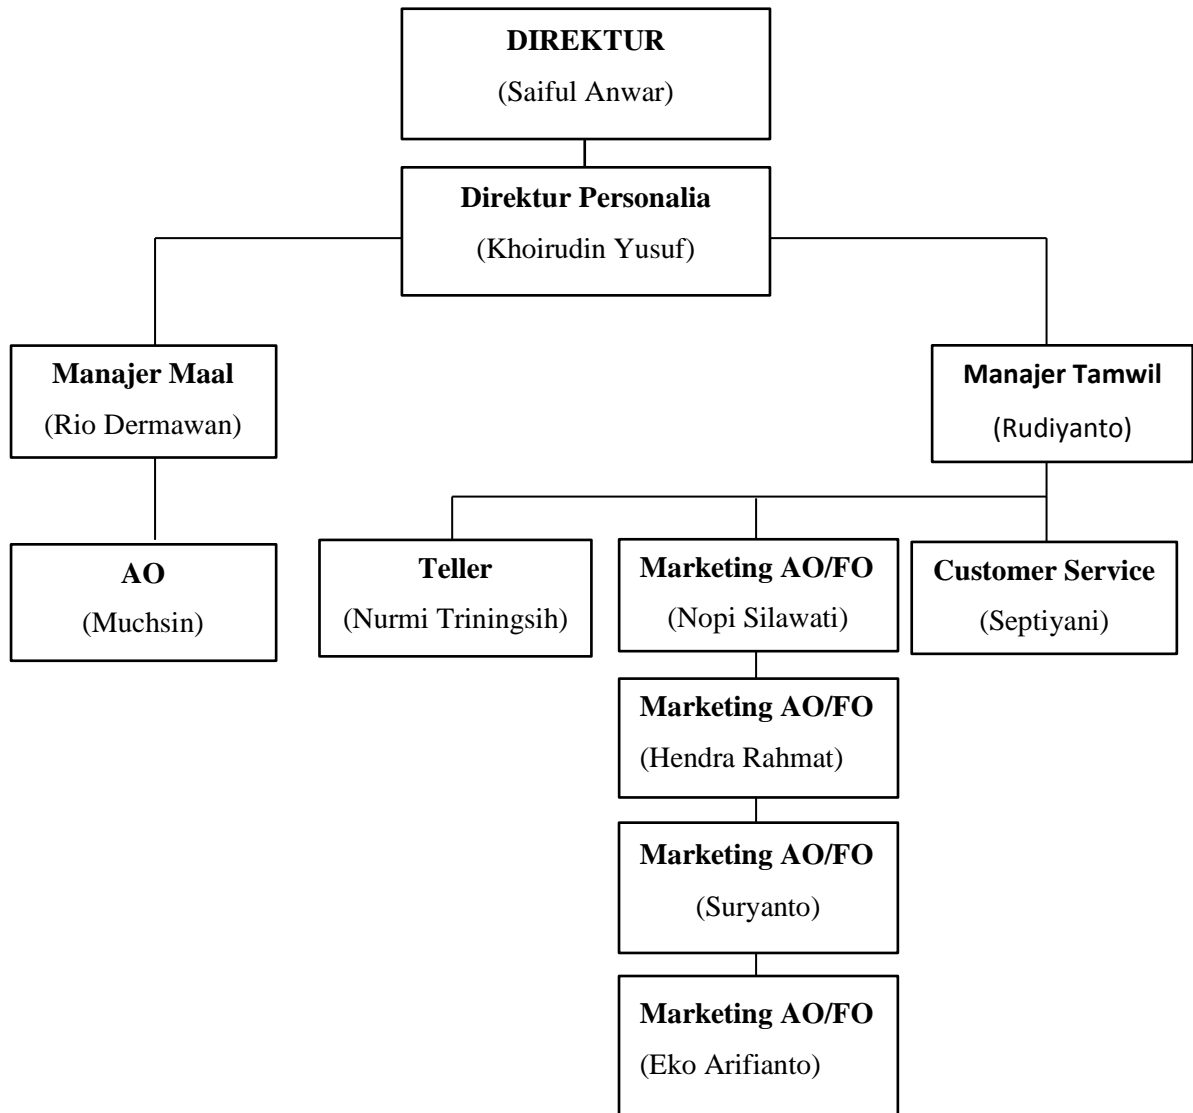 DIREKTUR
(Saiful Anwar)
Direktur Personalia
(Khoirudin Yusuf)
Manajer Maal
(Rio Dermawan)
Manajer Tamwil
(Rudiyanto)
AO
(Muchsin)
Teller
(Nurmi Triningsih)
Marketing AO/FO
(Nopi Silawati)
Customer Service
(Septiyani)
Marketing AO/FO
(Hendra Rahmat)
Marketing AO/FO
(Suryanto)
Marketing AO/FO
(Eko Arifianto)